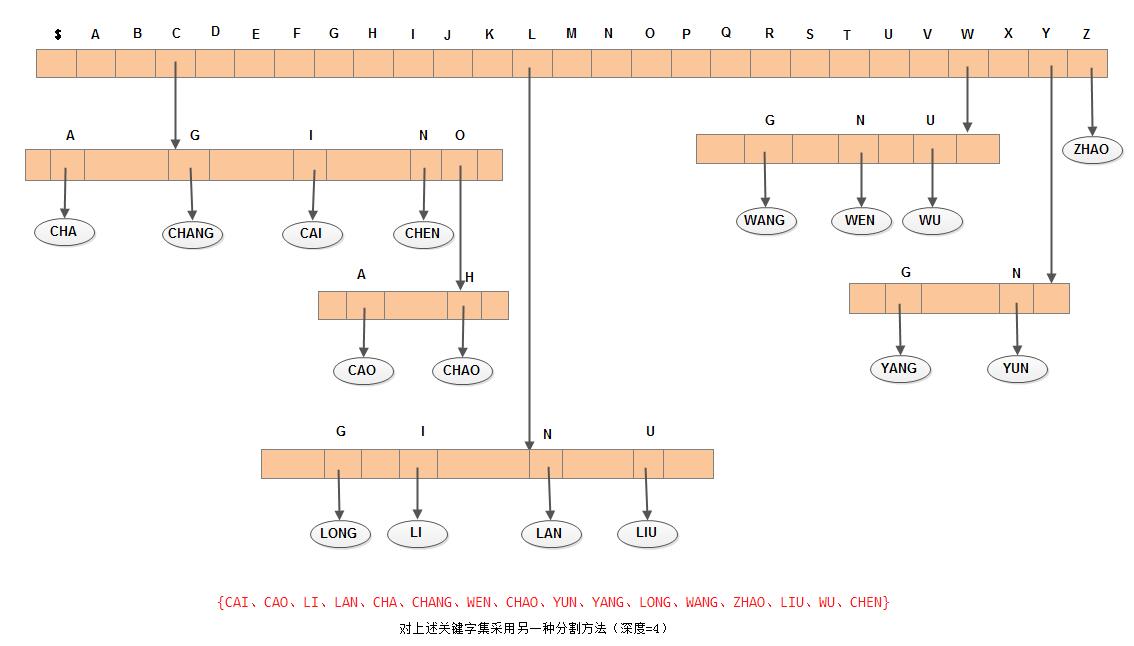 $ A B C D E F G H I J K L M N O P Q R S T U V W X Y Z
G N U
A G I N O
ZHAO
WANG WEN WU
CHA CHANG CAI CHEN
A H
G N
CAO CHAO
YANG YUN
G I N U
LONG LI LAN LIU
{CAI、CAO、LI、LAN、CHA、CHANG、WEN、CHAO、YUN、YANG、LONG、WANG、ZHAO、LIU、WU、CHEN}
对上述关键字集采用另一种分割方法（深度=4）